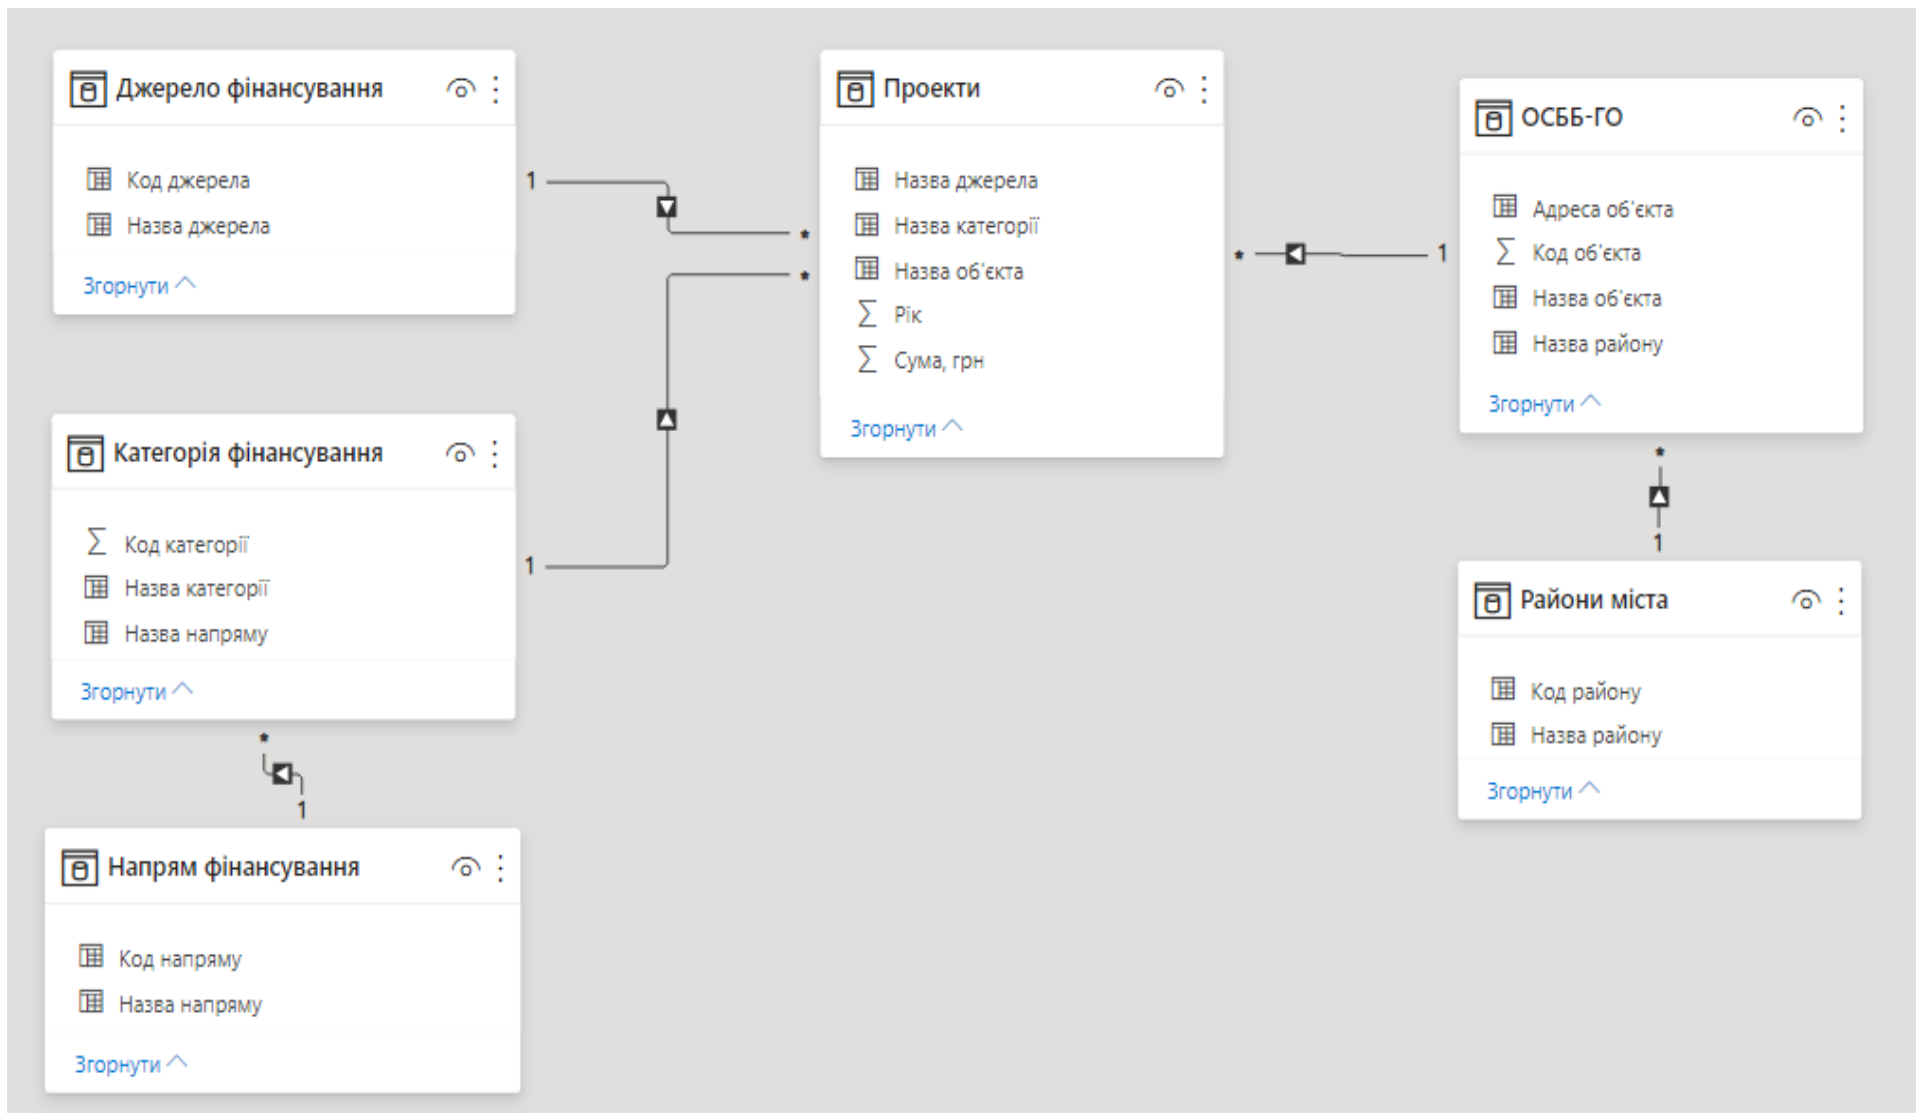 Джерело фінансування
Код джерела
Назва джерела
Згорнути
1
*
Категорія фінансування
Код категорії
Назва категорії
Назва напряму
Згорнути
1
*
*
1
Напрям фінансування
Код напряму
Назва напряму
Згорнути
Проекти
Назва джерела
Назва категорії
Назва об'єкта
Рік
Сума, грн
Згорнути
*
1
ОСББ-ГО
Адреса об'єкта
Код об'єкта
Назва об'єкта
Назва району
Згорнути
*
1
Райони міста
Код району
Назва району
Згорнути